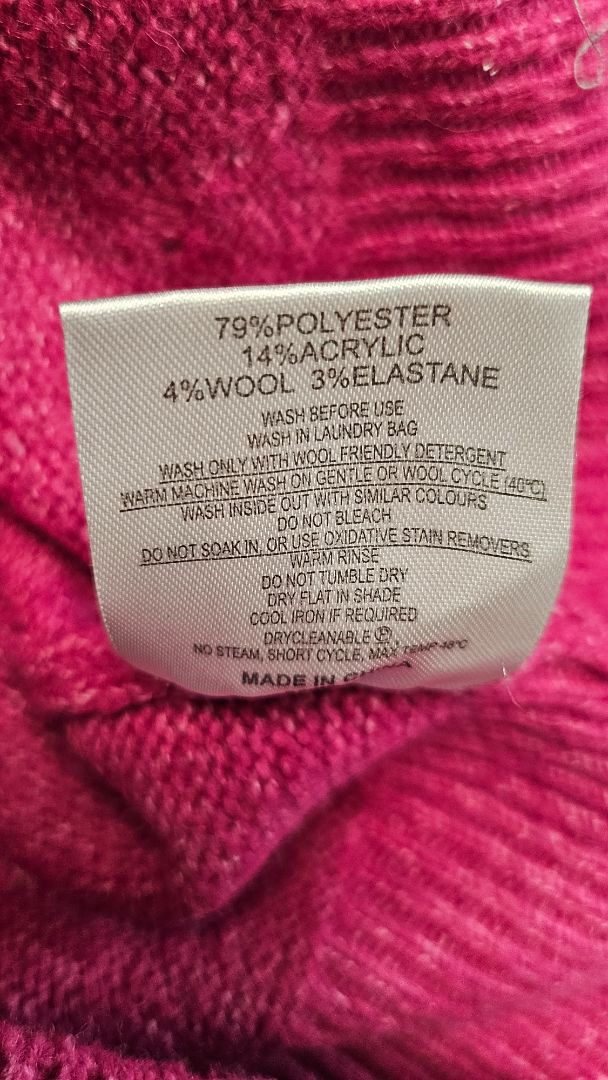 79%POLYESTER
14%ACRYLIC
4%WOOL 3%ELASTANE
WASH BEFORE USE
WASH IN LAUNDRY BAG
WASH ONLY WITH WOOL FRIENDLY DETERGENT
WARM MACHINE WASH ON GENTLE OR WOOL CYCLE (40°C)
WASH INSIDE OUT WITH SIMILAR COLOURS
DO NOT BLEACH
DO NOT SOAK IN, OR USE OXIDATIVE STAIN REMOVERS
WARM RINSE
DO NOT TUMBLE DRY
DRY FLAT IN SHADE
COOL IRON IF REQUIRED
DRYCLEANABLE Ⓟ,
NO STEAM, SHORT CYCLE, MAX TEMP
MADE IN CHINA